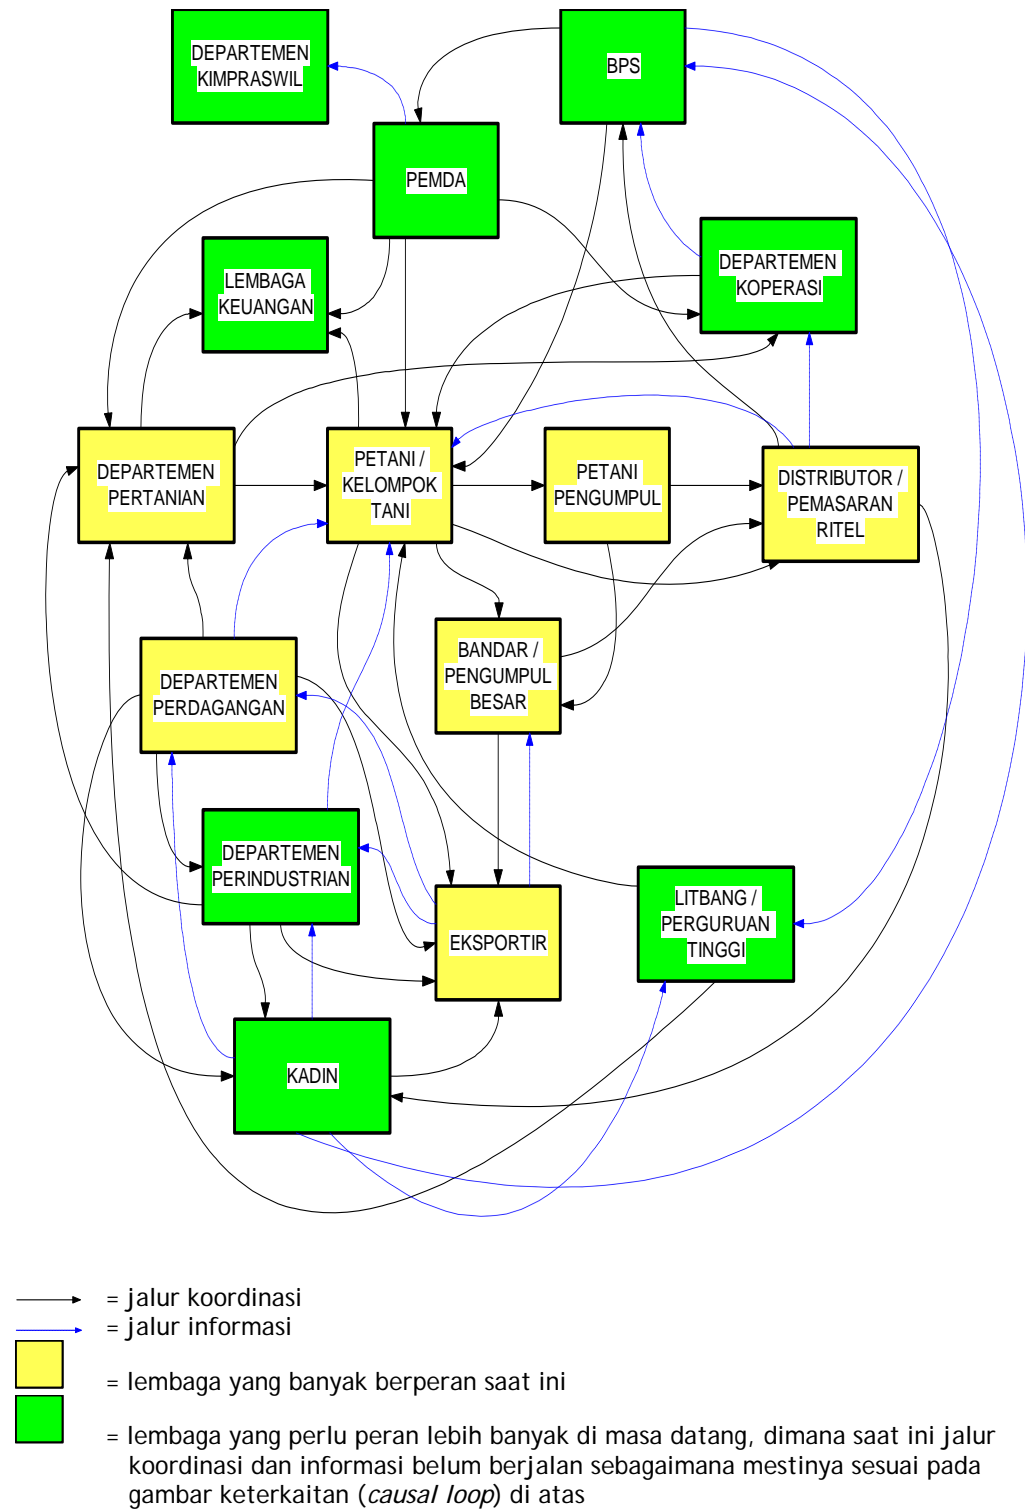 DEPARTEMEN
KIMPRASWIL
BPS
PEMDA
LEMBAGA
KEUANGAN
DEPARTEMEN
KOPERASI
DEPARTEMEN
PERTANIAN
PETANI /
KELOMPOK
TANI
PETANI
PENGUMPUL
DISTRIBUTOR /
PEMASARAN
RITEL
DEPARTEMEN
PERDAGANGAN
BANDAR /
PENGUMPUL
BESAR
DEPARTEMEN
PERINDUSTRIAN
EKSPORTIR
LITBANG /
PERGURUAN
TINGGI
KADIN
= jalur koordinasi
= jalur informasi
= lembaga yang banyak berperan saat ini
= lembaga yang perlu peran lebih banyak di masa datang, dimana saat ini jalur
koordinasi dan informasi belum berjalan sebagaimana mestinya sesuai pada
gambar keterkaitan (causal loop) di atas